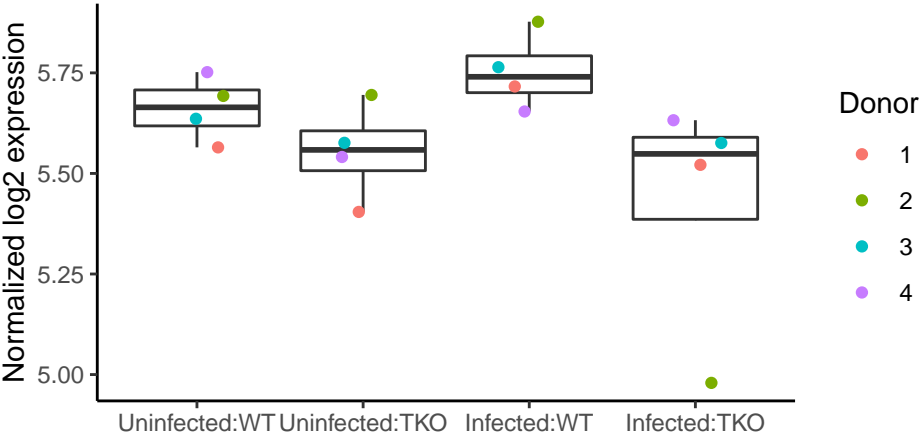 Normalized log2 expression
5.75
5.50
5.25
5.00
Uninfected:WT
Uninfected:TKO
Infected:WT
Infected:TKO
Donor
1
2
3
4